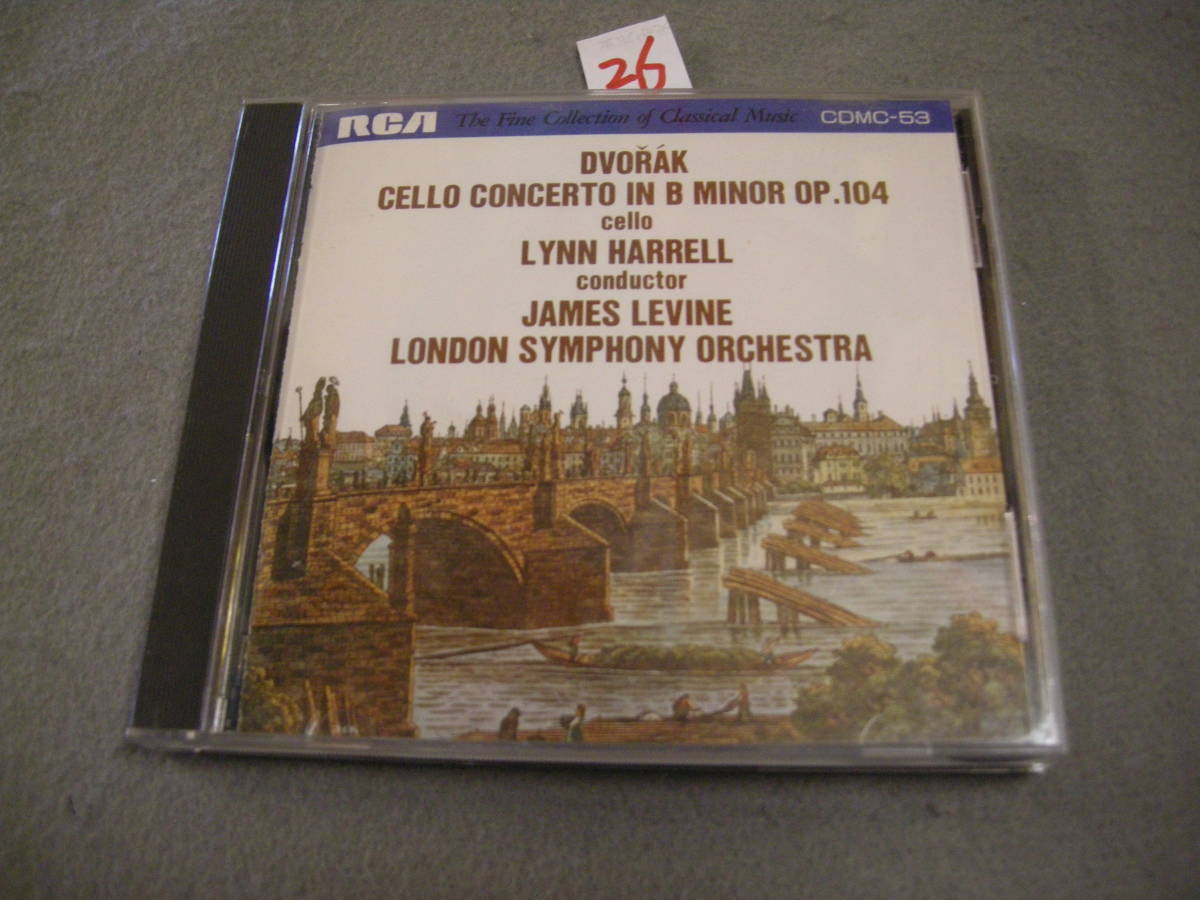 26
RCA The Fine Collection of Classical Music CDMC-53
DVOŘÁK
CELLO CONCERTO IN B MINOR OP.104
cello
LYNN HARRELL
conductor
JAMES LEVINE
LONDON SYMPHONY ORCHESTRA